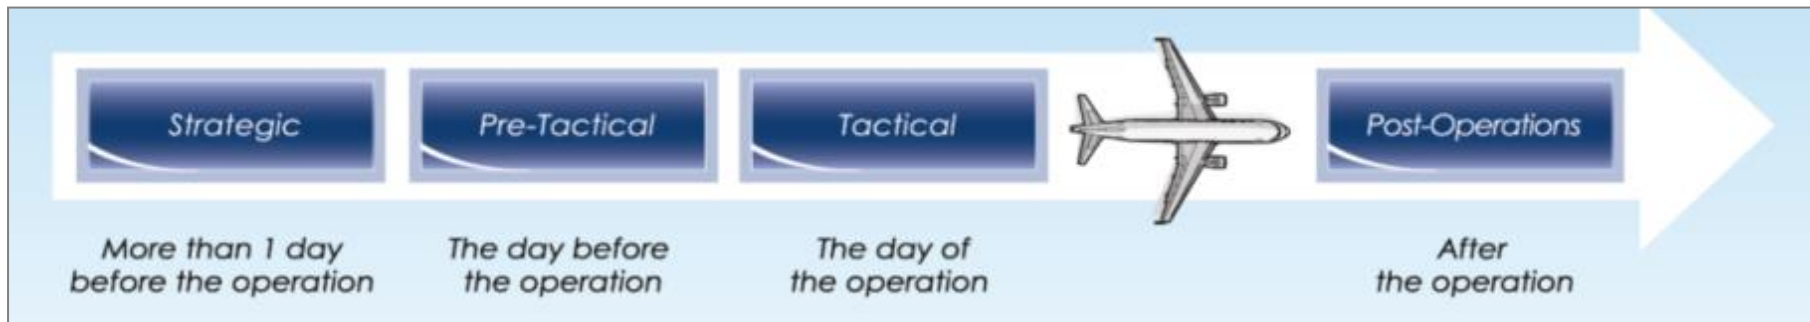 Strategic
Pre-Tactical
Tactical
Post-Operations
More than 1 day
before the operation
The day before
the operation
The day of
the operation
After
the operation